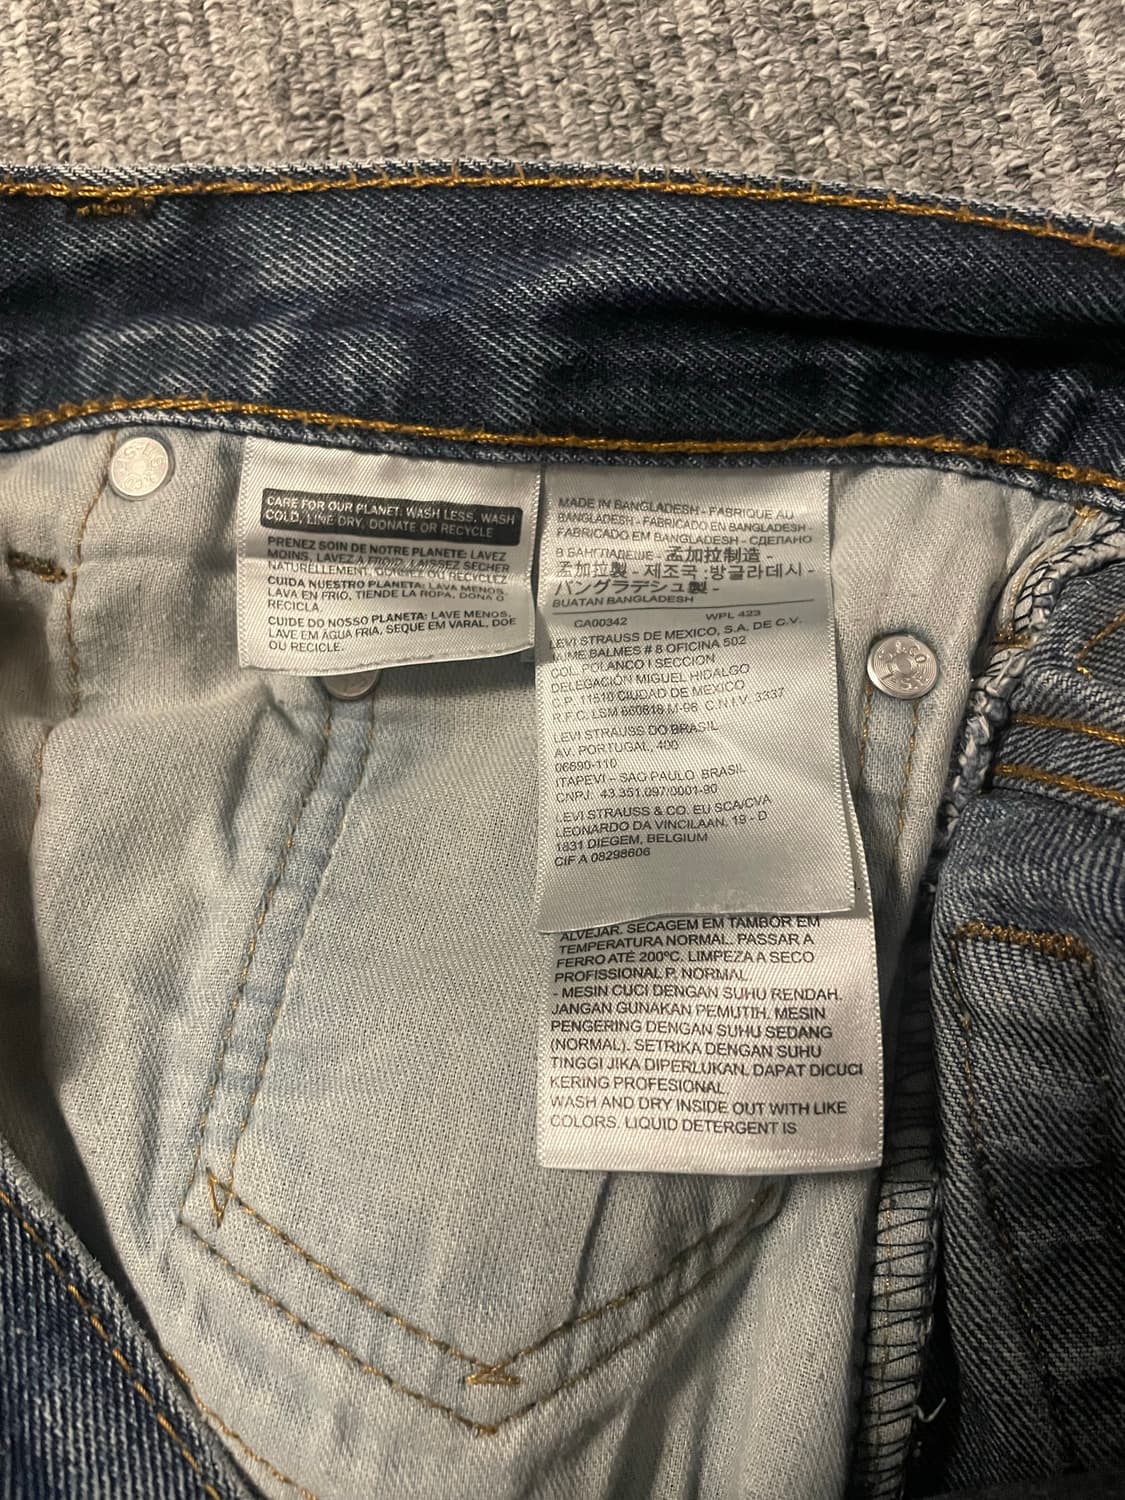 CARE FOR OUR PLANET: WASH LESS, WASH
COLD, LINE DRY, DONATE OR RECYCLE
PRENEZ SOIN DE NOTRE PLANETE: LAVEZ
MOINS, LAVEZ A FROID, LAISSEZ SECHER
NATURELLEMENT, DONNEZ OU RECYCLEZ
CUIDA NUESTRO PLANETA: LAVA MENOS,
LAVA EN FRIO, TIENDE LA ROPA, DONA O
RECICLA.
CUIDE DO NOSSO PLANETA: LAVE MENOS,
LAVE EM ÁGUA FRIA, SEQUE EM VARAL, DOE
OU RECICLE.
MADE IN BANGLADESH - FABRIQUE AU
BANGLADESH - FABRICADO EN BANGLADESH -
FABRICADO EM BANGLADESH - СДЕЛАНО
В БАНГЛАДЕШЕ - 孟加拉制造 -
孟加拉製 - 제조국 :방글라데시 -
バングラデシュ製 -
BUATAN BANGLADESH
CA00342 WPL 423
LEVI STRAUSS DE MEXICO, S.A. DE C.V.
JAIME BALMES # 8 OFICINA 502
COL. POLANCO I SECCION
DELEGACIÓN MIGUEL HIDALGO
C.P. 11510 CIUDAD DE MEXICO
R.F.C. LSM 660818 M-96 C.N.I.V. 3337
LEVI STRAUSS DO BRASIL
AV. PORTUGAL, 400
06690-110
ITAPEVI - SAO PAULO BRASIL
CNPJ. 43.351.097/0001-90
LEVI STRAUSS & CO. EU SCA/CVA
LEONARDO DA VINCILAAN, 19 - D
1831 DIEGEM, BELGIUM
CIF A 08298606
ALVEJAR. SECAGEM EM TAMBOR EM
TEMPERATURA NORMAL. PASSAR A
FERRO ATÉ 200ºC. LIMPEZA A SECO
PROFISSIONAL P, NORMAL
- MESIN CUCI DENGAN SUHU RENDAH.
JANGAN GUNAKAN PEMUTIH. MESIN
PENGERING DENGAN SUHU SEDANG
(NORMAL). SETRIKA DENGAN SUHU
TINGGI JIKA DIPERLUKAN. DAPAT DICUCI
KERING PROFESIONAL
WASH AND DRY INSIDE OUT WITH LIKE
COLORS. LIQUID DETERGENT IS